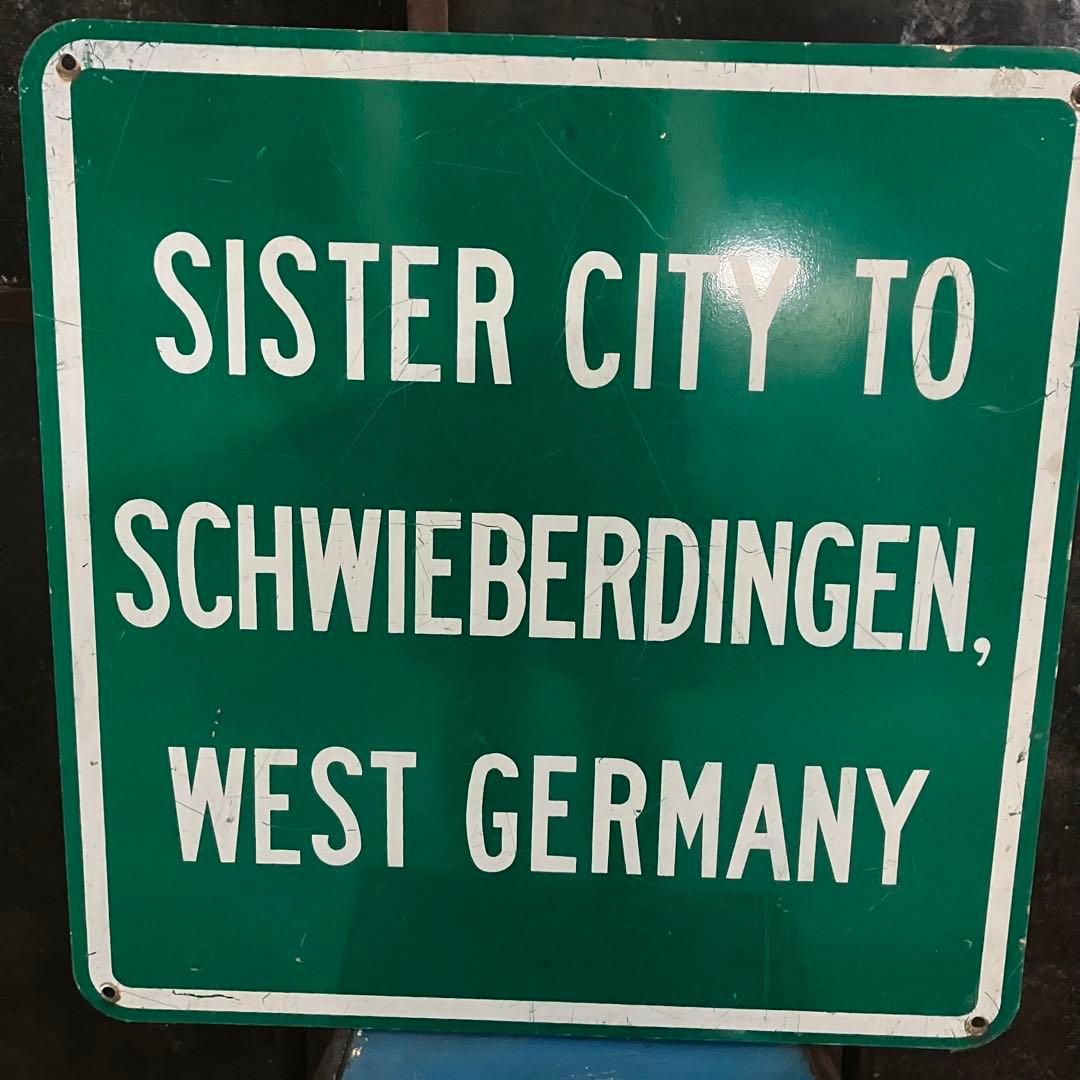 SISTER CITY TO
SCHWIEBERDINGEN,
WEST GERMANY